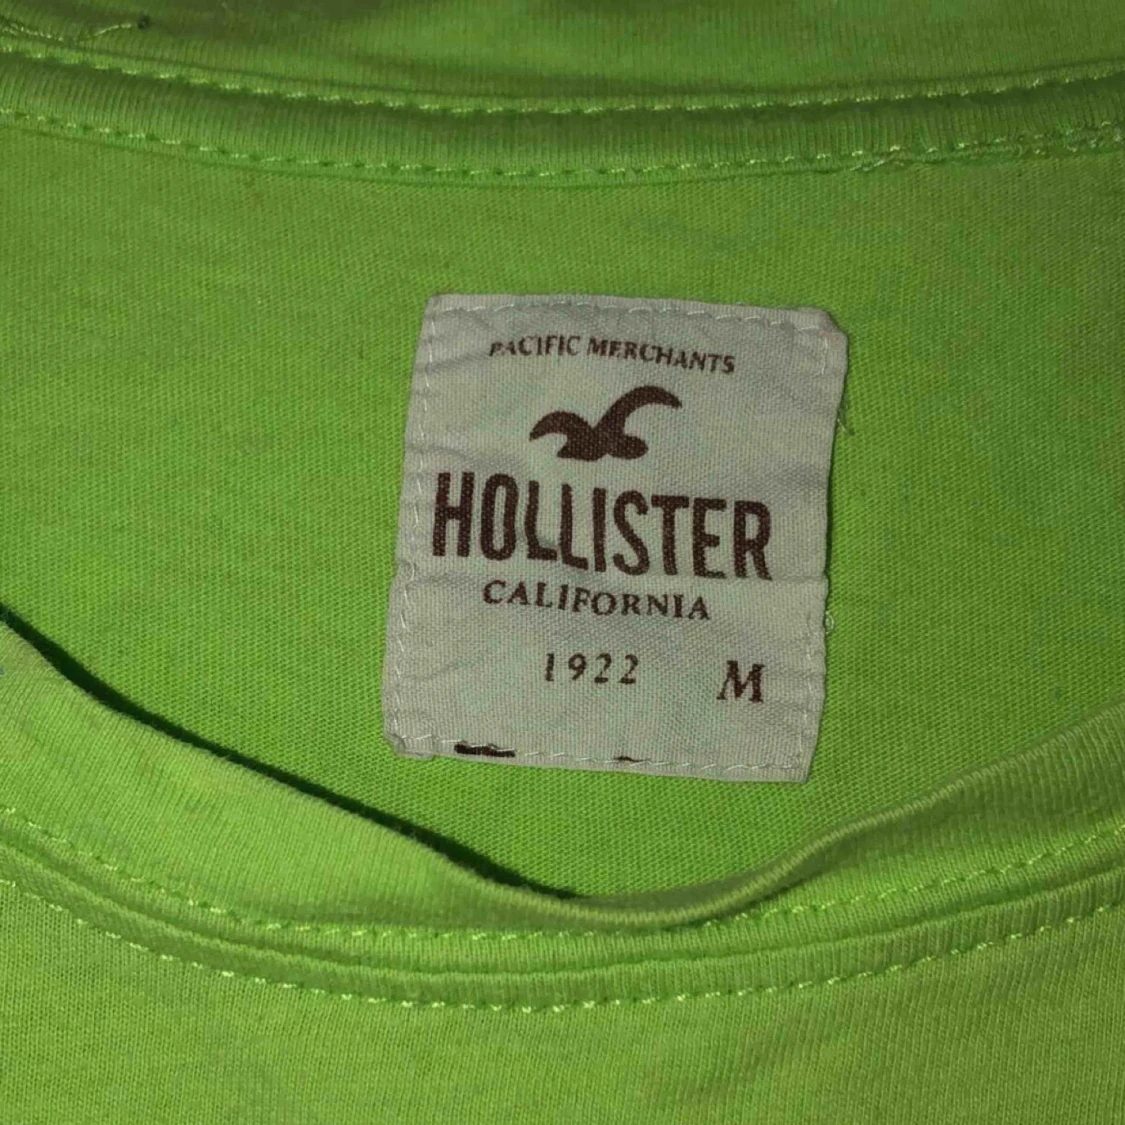 PACIFIC MERCHANTS
HOLLISTER
CALIFORNIA
1922 M